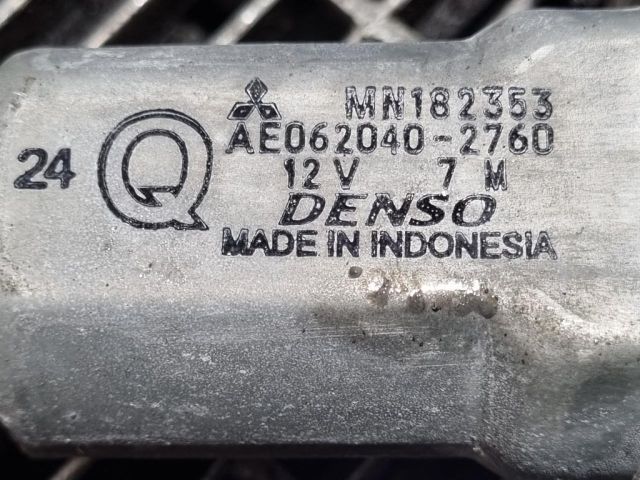 MN182353
AE062040-2760
24 Q
12V 7 M
DENSO
MADE IN INDONESIA